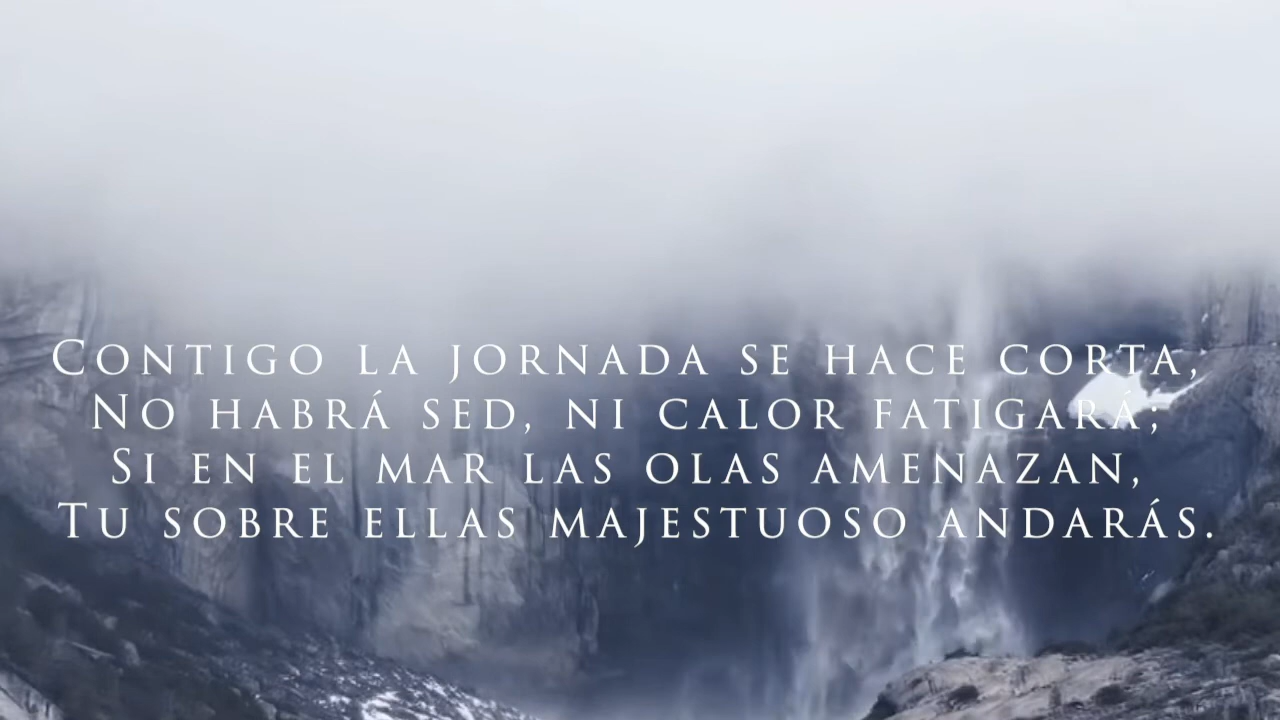 Contigo la jornada se hace corta,
No habrá sed, ni calor fatigará;
Si en el mar las olas amenazan,
Tu sobre ellas majestuoso andarás.